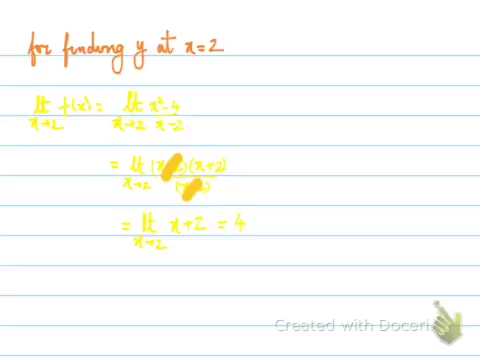 for finding y at x=2
lt f(x) = lt x²-4
x→2 x→2 x-2
= lt (x-2)(x+2)
x→2 (x-2)
= lt x+2 = 4
x→2
Created with Doceri